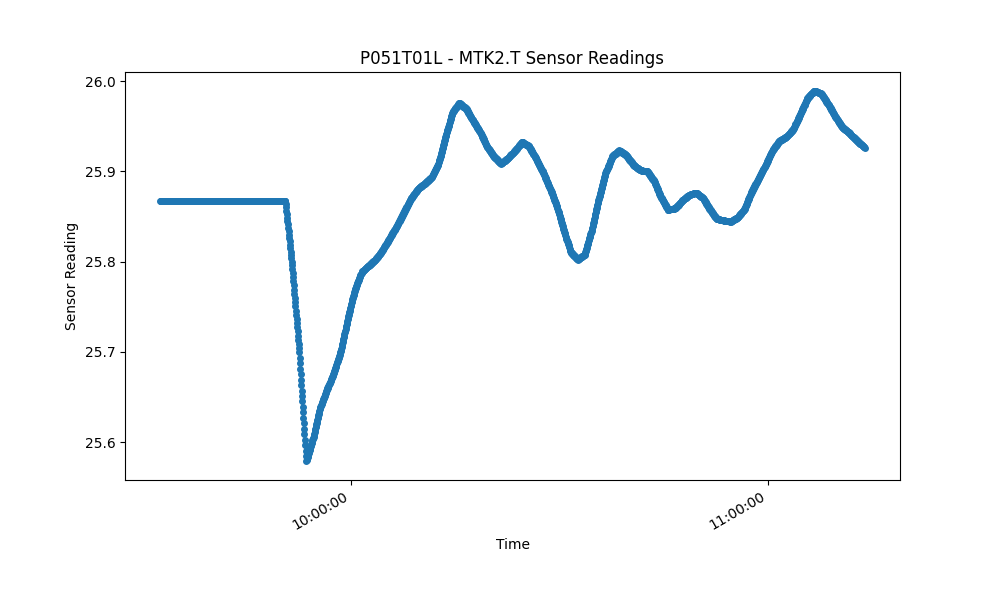 P051T01L - MTK2.T Sensor Readings
26.0
25.9
25.8
25.7
25.6
Sensor Reading
10:00:00
11:00:00
Time